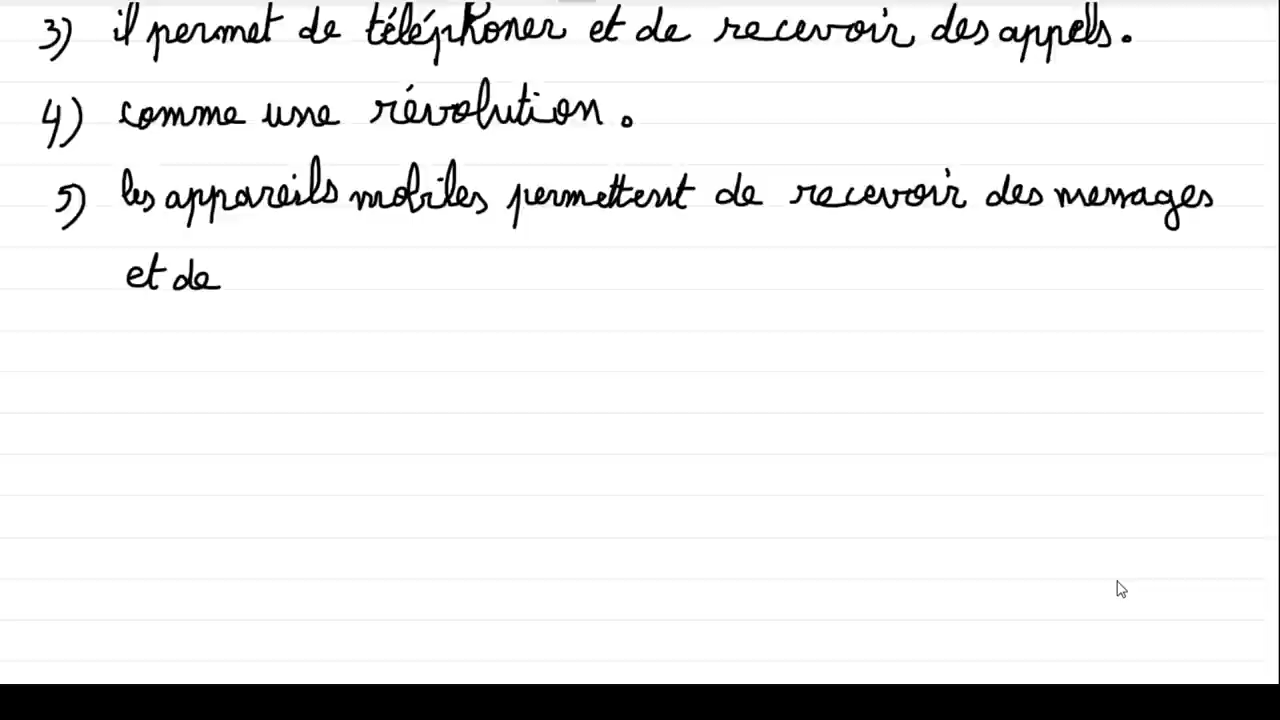 3) il permet de téléphoner et de recevoir des appels.
4) comme une révolution.
5) les appareils mobiles permettent de recevoir des messages
et de